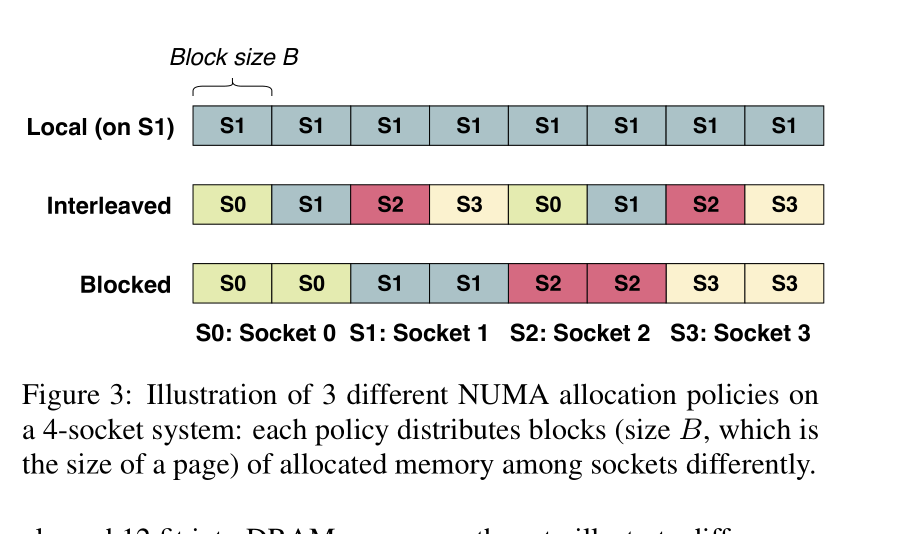 Block size B
Local (on S1) S1 S1 S1 S1 S1 S1 S1 S1
Interleaved S0 S1 S2 S3 S0 S1 S2 S3
Blocked S0 S0 S1 S1 S2 S2 S3 S3
S0: Socket 0 S1: Socket 1 S2: Socket 2 S3: Socket 3
Figure 3: Illustration of 3 different NUMA allocation policies on
a 4-socket system: each policy distributes blocks (size B, which is
the size of a page) of allocated memory among sockets differently.